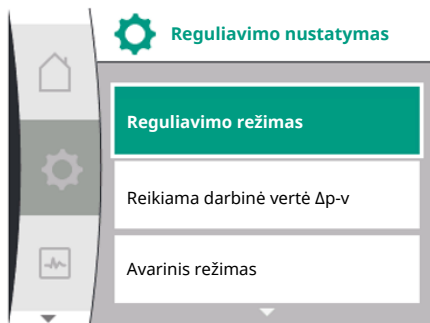 Reguliavimo nustatymas
Reguliavimo režimas
Reikiama darbinė vertė Δp-v
Avarinis režimas